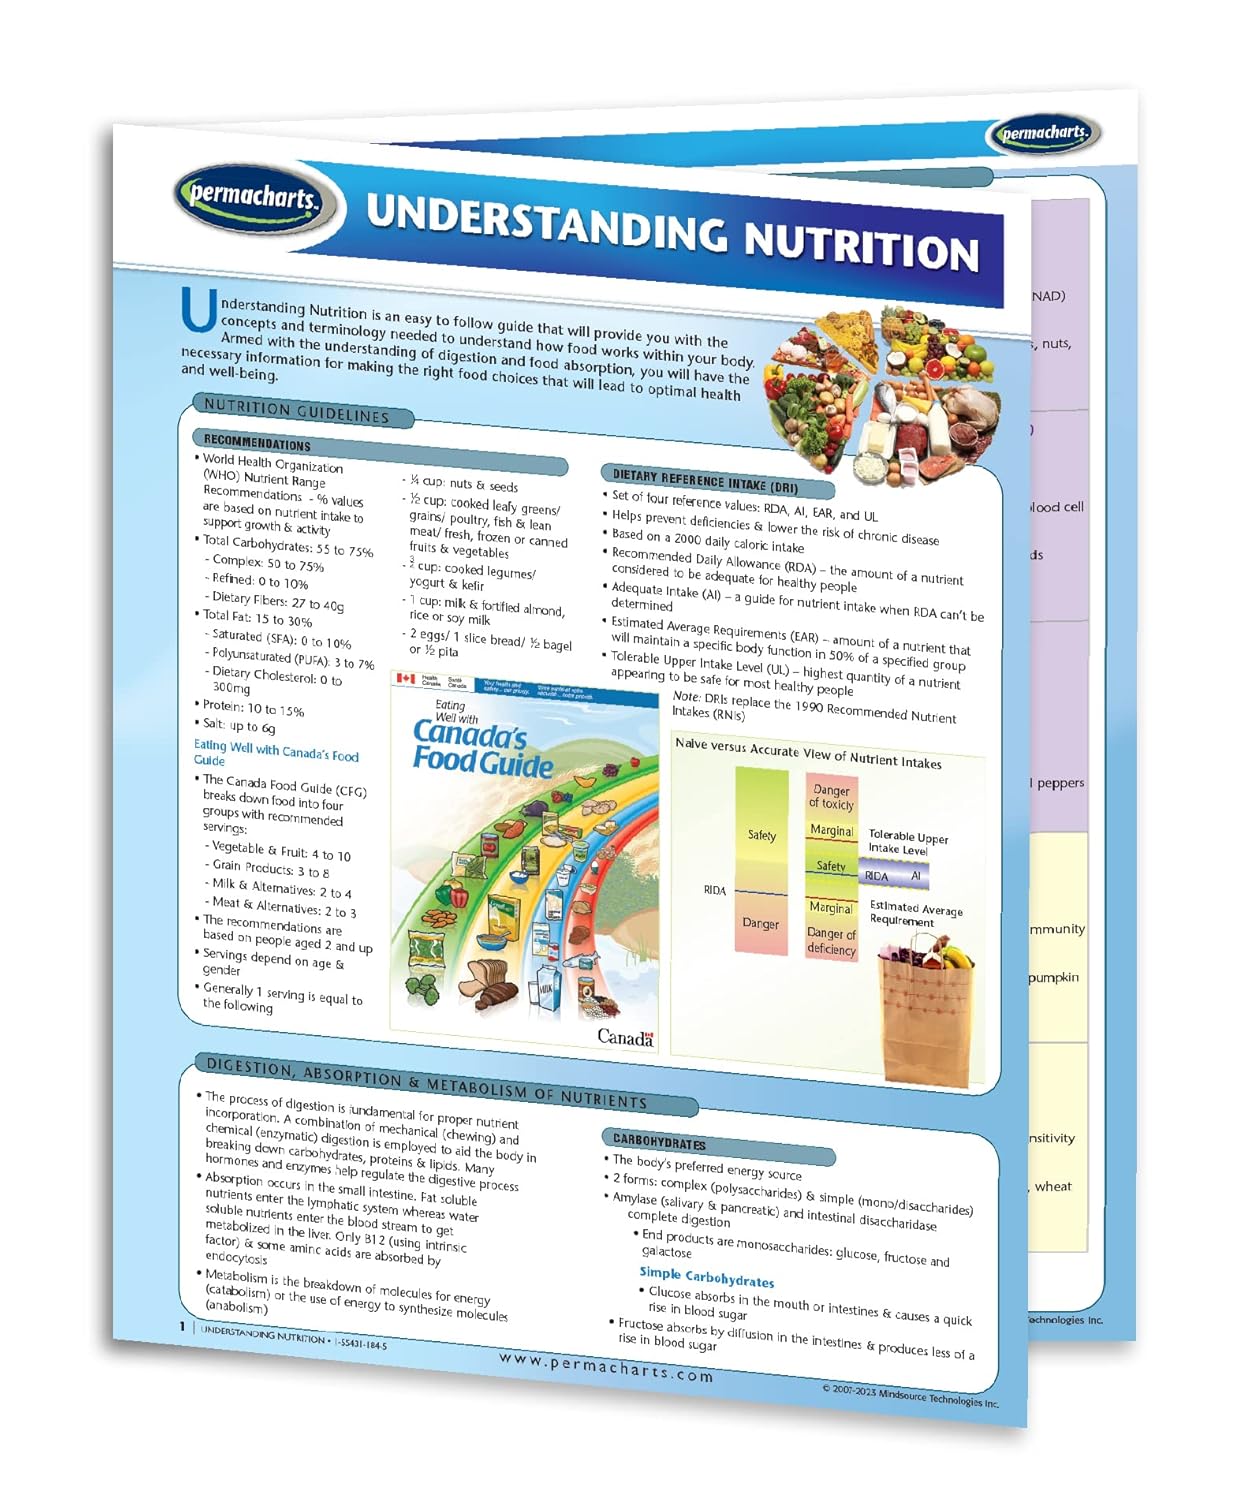 permacharts.
permacharts.
UNDERSTANDING NUTRITION
Understanding Nutrition is an easy to follow guide that will provide you with the
concepts and terminology needed to understand how food works within your body.
Armed with the understanding of digestion and food absorption, you will have the
necessary information for making the right food choices that will lead to optimal health
and well-being.
NUTRITION GUIDELINES
RECOMMENDATIONS
• World Health Organization
(WHO) Nutrient Range
Recommendations - % values
are based on nutrient intake to
support growth & activity
• Total Carbohydrates: 55 to 75%
- Complex: 50 to 75%
- Refined: 0 to 10%
- Dietary Fibers: 27 to 40g
• Total Fat: 15 to 30%
- Saturated (SFA): 0 to 10%
- Polyunsaturated (PUFA): 3 to 7%
- Dietary Cholesterol: 0 to
300mg
• Protein: 10 to 15%
• Salt: up to 6g
Eating Well with Canada's Food
Guide
• The Canada Food Guide (CFG)
breaks down food into four
groups with recommended
servings:
- Vegetable & Fruit: 4 to 10
- Grain Products: 3 to 8
- Milk & Alternatives: 2 to 4
- Meat & Alternatives: 2 to 3
• The recommendations are
based on people aged 2 and up
• Servings depend on age &
gender
• Generally 1 serving is equal to
the following
- ¼ cup: nuts & seeds
- ½ cup: cooked leafy greens/
grains/ poultry, fish & lean
meat/ fresh, frozen or canned
fruits & vegetables
cup: cooked legumes/
yogurt & kefir
- 1 cup: milk & fortified almond,
rice or soy milk
- 2 eggs/ 1 slice bread/ ½ bagel
or ½ pita
Health Canada
Santé Canada
Eating
Well with
Canada's
Food Guide
MILK
Canada
DIETARY REFERENCE INTAKE (DRI)
• Set of four reference values: RDA, AI, EAR, and UL
• Helps prevent deficiencies & lower the risk of chronic disease
• Based on a 2000 daily caloric intake
• Recommended Daily Allowance (RDA) – the amount of a nutrient
considered to be adequate for healthy people
• Adequate Intake (AI) – a guide for nutrient intake when RDA can't be
determined
• Estimated Average Requirements (EAR) – amount of a nutrient that
will maintain a specific body function in 50% of a specified group
• Tolerable Upper Intake Level (UL) – highest quantity of a nutrient
appearing to be safe for most healthy people
Note: DRIs replace the 1990 Recommended Nutrient
Intakes (RNIs)
Naive versus Accurate View of Nutrient Intakes
Safety
RIDA
Danger
Danger
of toxicly
Marginal
Safety
Marginal
Danger of
deficiency
Tolerable Upper
Intake Level
RIDA AI
Estimated Average
Requirement
DIGESTION, ABSORPTION & METABOLISM OF NUTRIENTS
• The process of digestion is fundamental for proper nutrient
incorporation. A combination of mechanical (chewing) and
chemical (enzymatic) digestion is employed to aid the body in
breaking down carbohydrates, proteins & lipids. Many
hormones and enzymes help regulate the digestive process
• Absorption occurs in the small intestine. Fat soluble
nutrients enter the lymphatic system whereas water
soluble nutrients enter the blood stream to get
metabolized in the liver. Only B12 (using intrinsic
factor) & some amino acids are absorbed by
endocytosis
• Metabolism is the breakdown of molecules for energy
(catabolism) or the use of energy to synthesize molecules
(anabolism)
CARBOHYDRATES
• The body's preferred energy source
• 2 forms: complex (polysaccharides) & simple (mono/disaccharides)
• Amylase (salivary & pancreatic) and intestinal disaccharidase
complete digestion
• End products are monosaccharides: glucose, fructose and
galactose
Simple Carbohydrates
• Glucose absorbs in the mouth or intestines & causes a quick
rise in blood sugar
• Fructose absorbs by diffusion in the intestines & produces less of a
rise in blood sugar
1 | UNDERSTANDING NUTRITION • 1-55431-184-5
www.permacharts.com
© 2007-2023 Mindsource Technologies Inc.
NAD)
, nuts,
)
lood cell
ds
peppers
mmunity
pumpkin
nsitivity
, wheat
echnologies Inc.